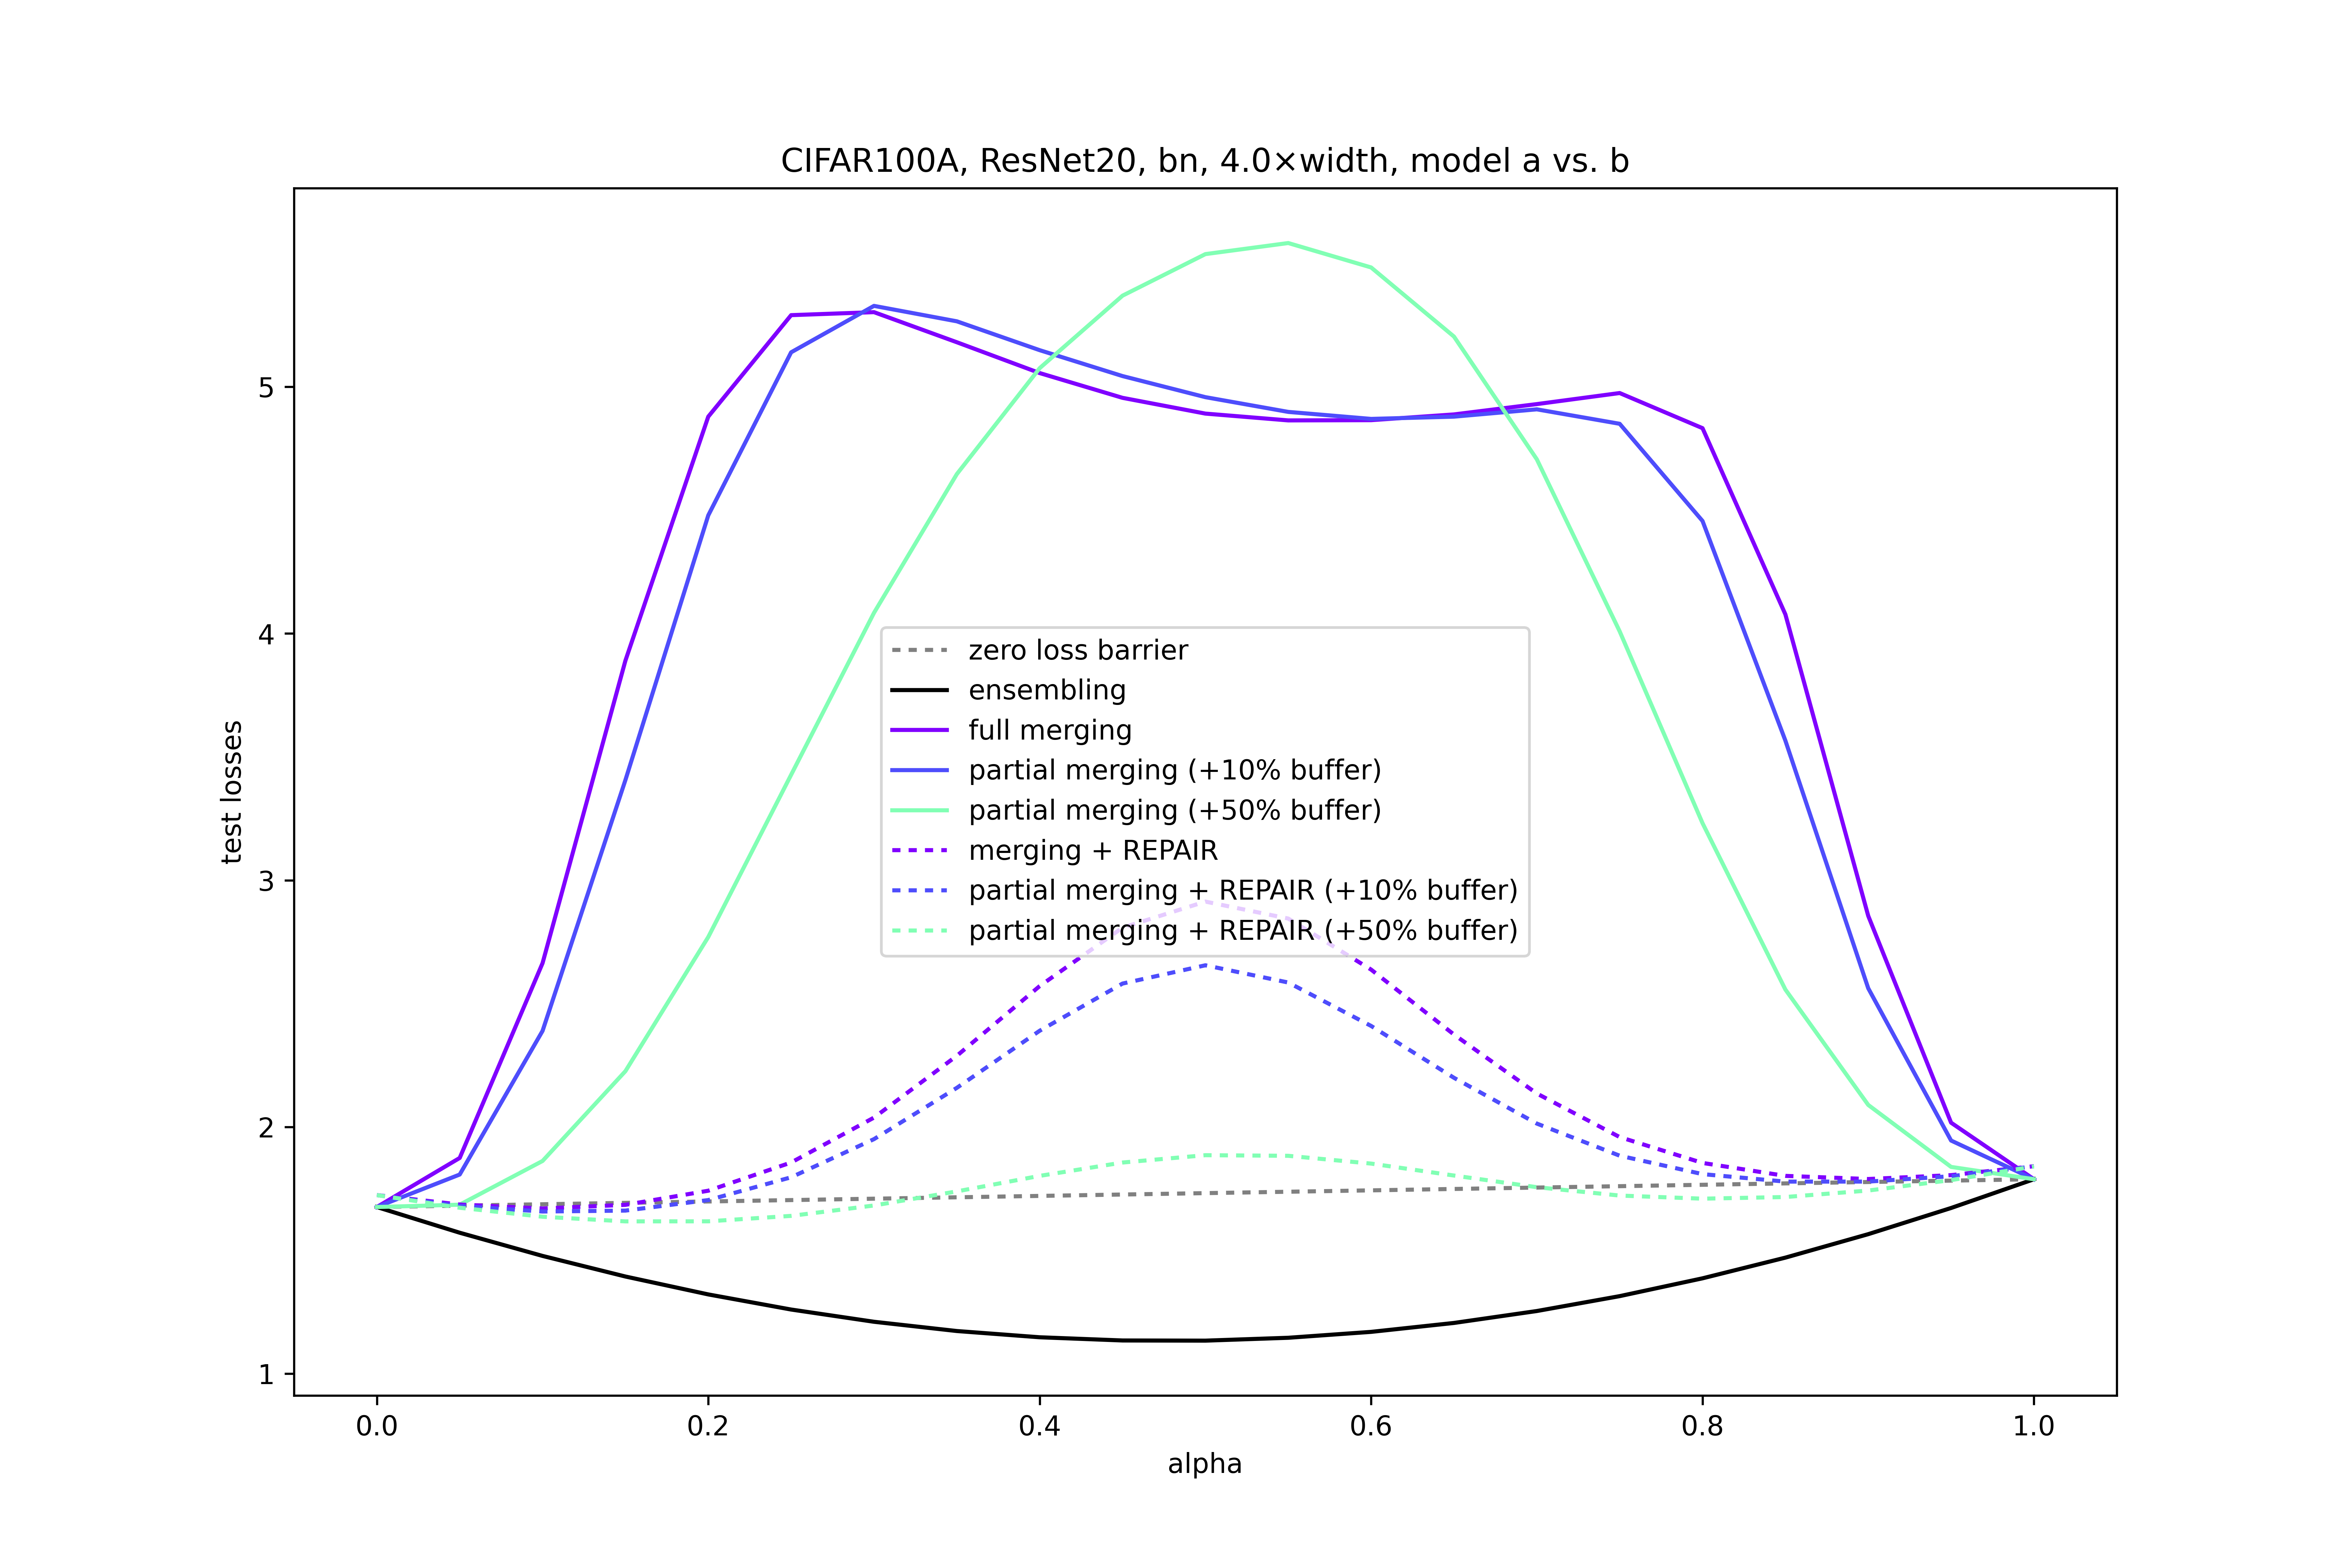 CIFAR100A, ResNet20, bn, 4.0×width, model a vs. b
test losses
5
4
3
2
1
zero loss barrier
ensembling
full merging
partial merging (+10% buffer)
partial merging (+50% buffer)
merging + REPAIR
partial merging + REPAIR (+10% buffer)
partial merging + REPAIR (+50% buffer)
0.0 0.2 0.4 0.6 0.8 1.0
alpha